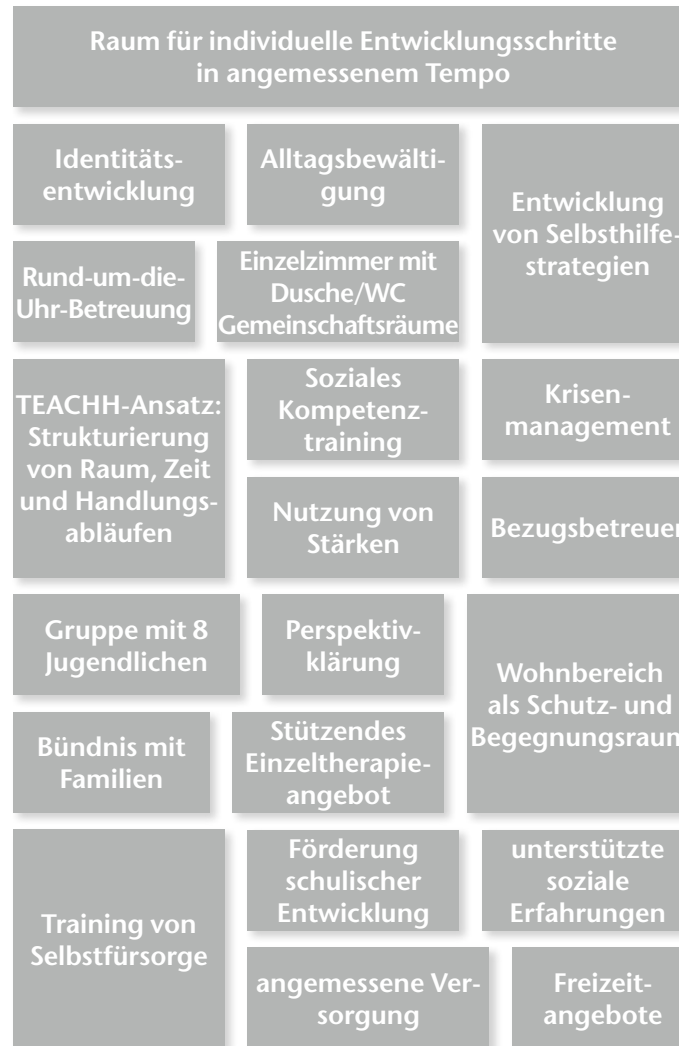 Raum für individuelle Entwicklungsschritte
in angemessenem Tempo
Identitäts-
entwicklung
Alltagsbewälti-
gung
Entwicklung
von Selbsthilfe-
strategien
Rund-um-die-
Uhr-Betreuung
Einzelzimmer mit
Dusche/WC
Gemeinschaftsräume
TEACHH-Ansatz:
Strukturierung
von Raum, Zeit
und Handlungs-
abläufen
Soziales
Kompetenz-
training
Krisen-
management
Nutzung von
Stärken
Bezugsbetreuer
Gruppe mit 8
Jugendlichen
Perspektiv-
klärung
Wohnbereich
als Schutz- und
Begegnungsraum
Bündnis mit
Familien
Stützendes
Einzeltherapie-
angebot
Training von
Selbstfürsorge
Förderung
schulischer
Entwicklung
unterstützte
soziale
Erfahrungen
angemessene Ver-
sorgung
Freizeit-
angebote